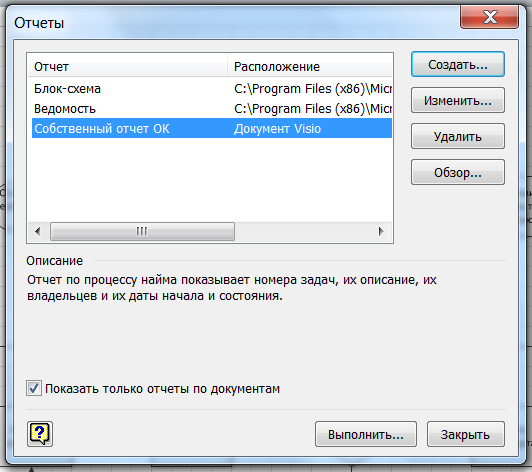 Отчеты
Отчет Расположение
Создать...
Блок-схема C:\Program Files (x86)\Micr
Ведомость C:\Program Files (x86)\Micr
Изменить...
Собственный отчет ОК Документ Visio
Удалить
Обзор...
Описание
Отчет по процессу найма показывает номера задач, их описание, их
владельцев и их даты начала и состояния.
Показать только отчеты по документам
Выполнить... Закрыть